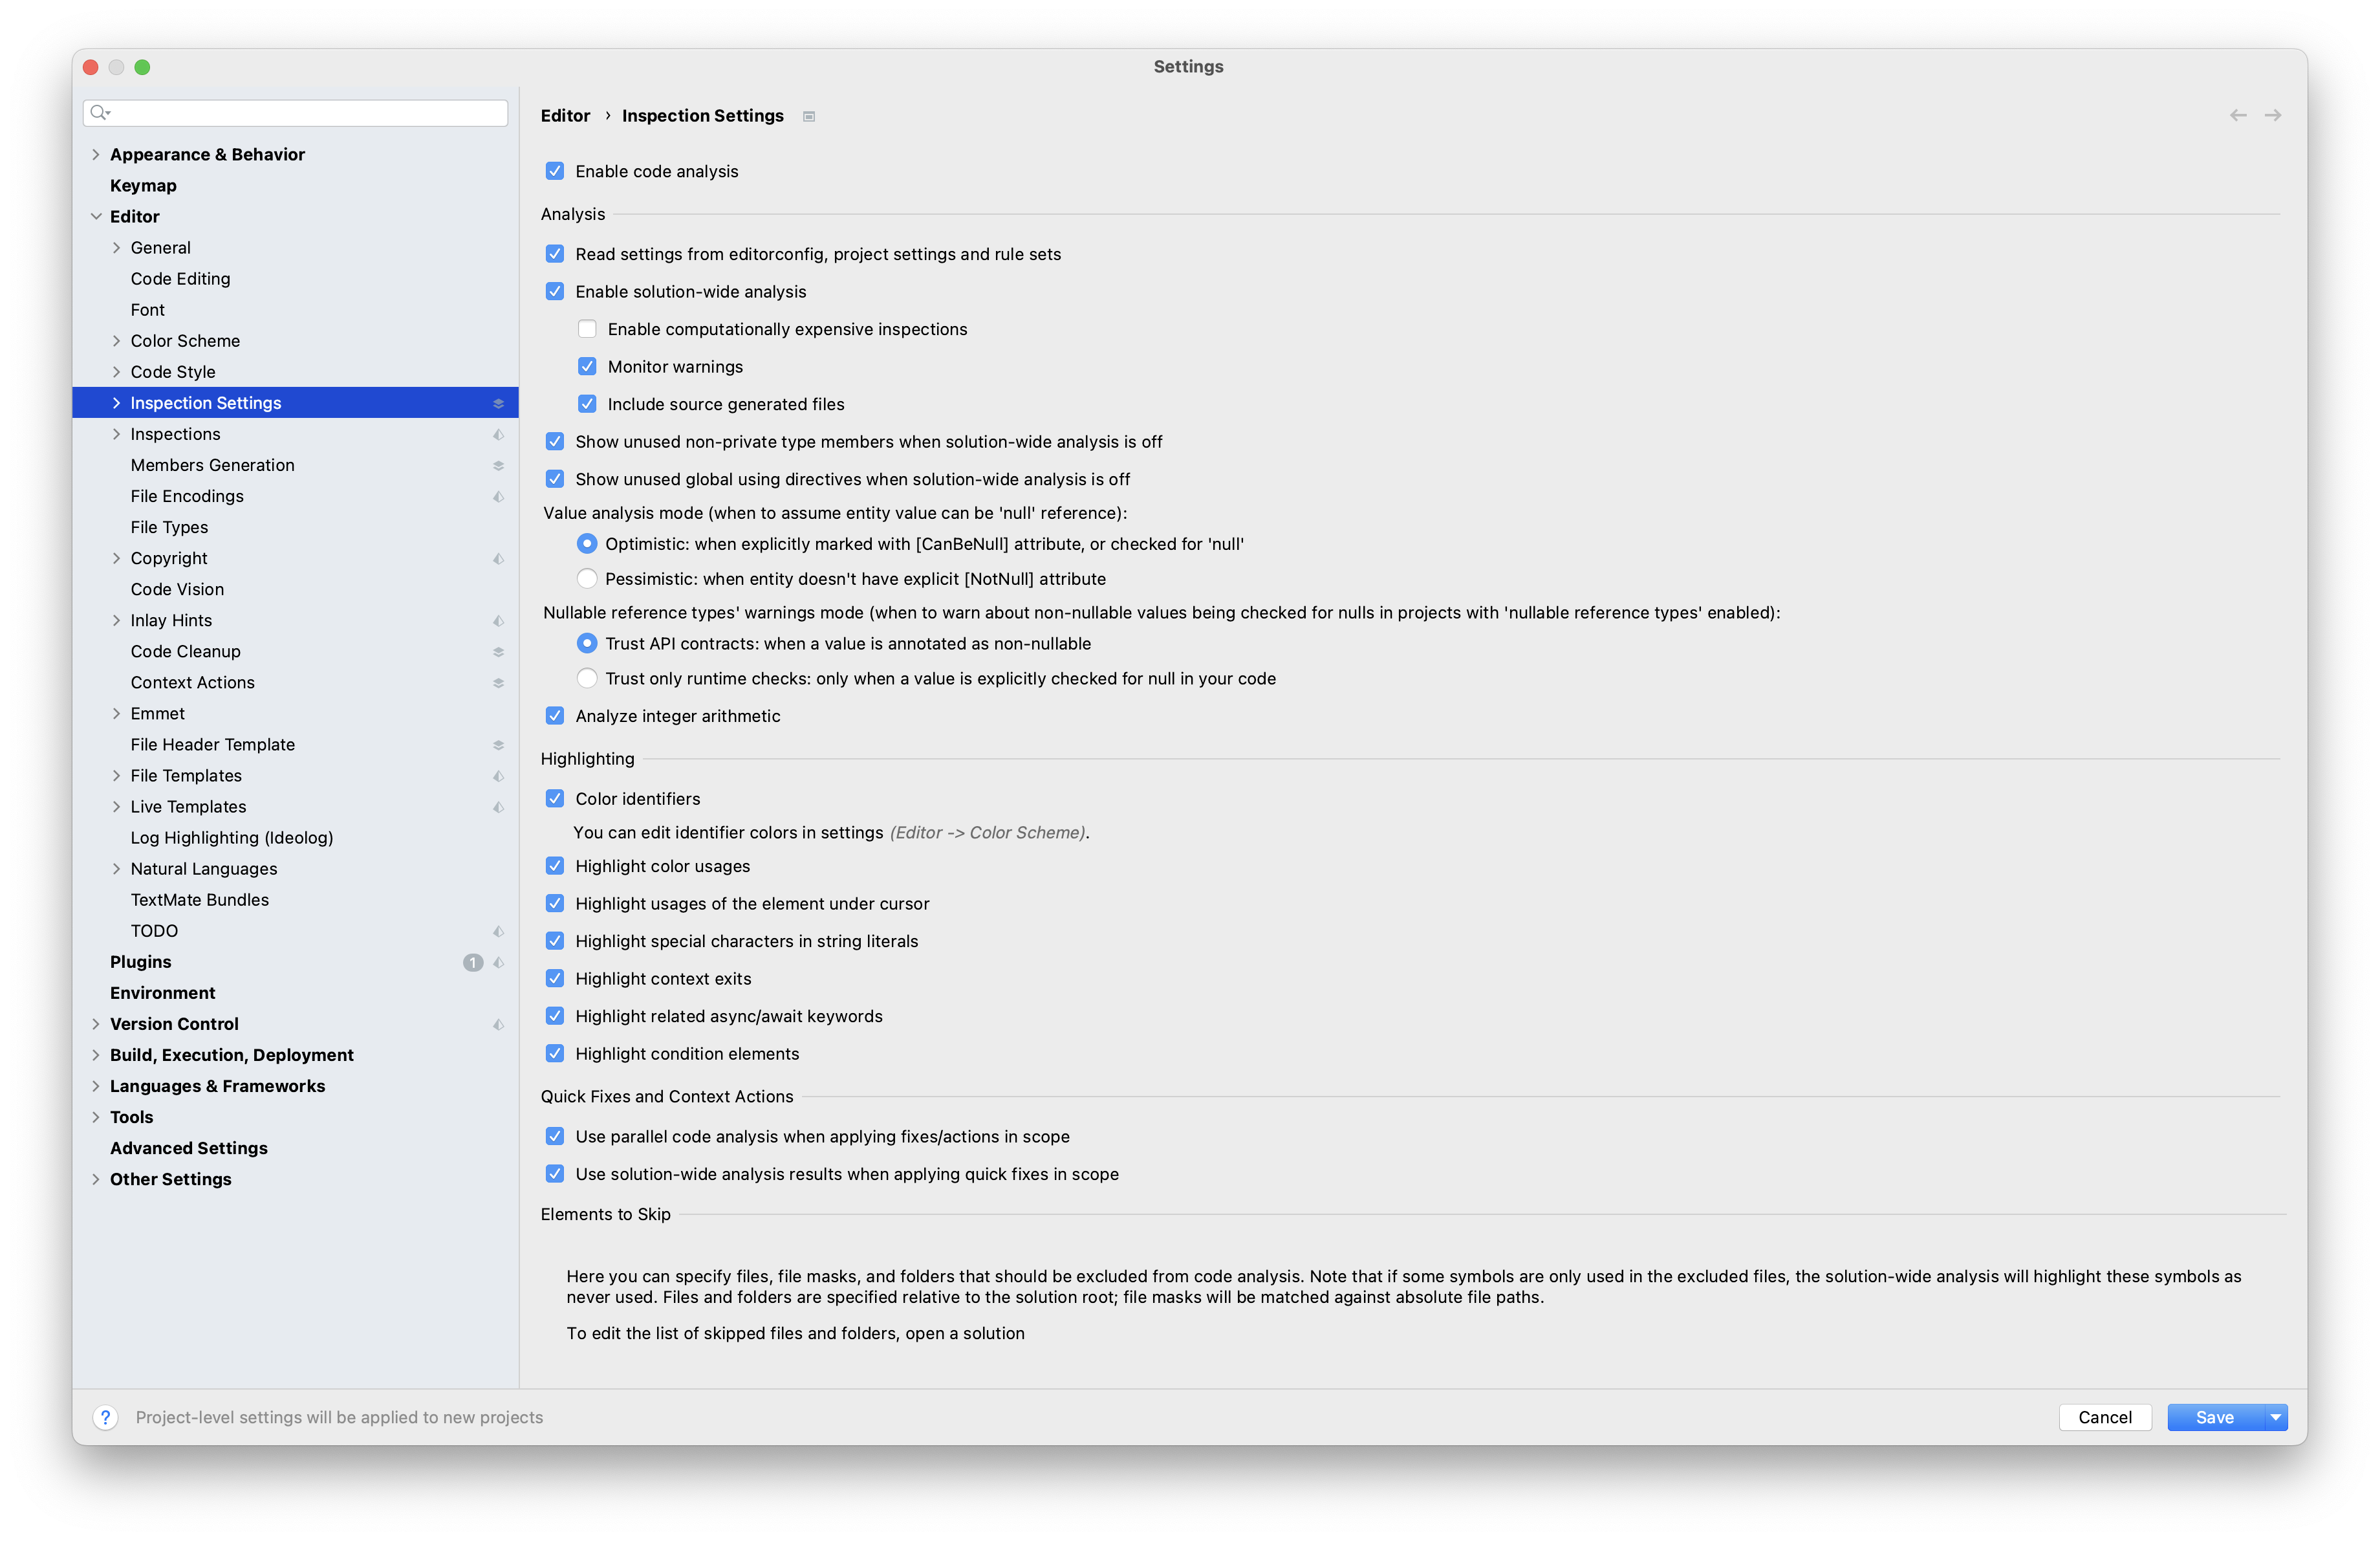 Settings
Appearance & Behavior
Keymap
Editor
General
Code Editing
Font
Color Scheme
Code Style
Inspection Settings
Inspections
Members Generation
File Encodings
File Types
Copyright
Code Vision
Inlay Hints
Code Cleanup
Context Actions
Emmet
File Header Template
File Templates
Live Templates
Log Highlighting (Ideolog)
Natural Languages
TextMate Bundles
TODO
Plugins 1
Environment
Version Control
Build, Execution, Deployment
Languages & Frameworks
Tools
Advanced Settings
Other Settings
Editor › Inspection Settings
Enable code analysis
Analysis
Read settings from editorconfig, project settings and rule sets
Enable solution-wide analysis
Enable computationally expensive inspections
Monitor warnings
Include source generated files
Show unused non-private type members when solution-wide analysis is off
Show unused global using directives when solution-wide analysis is off
Value analysis mode (when to assume entity value can be 'null' reference):
Optimistic: when explicitly marked with [CanBeNull] attribute, or checked for 'null'
Pessimistic: when entity doesn't have explicit [NotNull] attribute
Nullable reference types' warnings mode (when to warn about non-nullable values being checked for nulls in projects with 'nullable reference types' enabled):
Trust API contracts: when a value is annotated as non-nullable
Trust only runtime checks: only when a value is explicitly checked for null in your code
Analyze integer arithmetic
Highlighting
Color identifiers
You can edit identifier colors in settings (Editor -> Color Scheme).
Highlight color usages
Highlight usages of the element under cursor
Highlight special characters in string literals
Highlight context exits
Highlight related async/await keywords
Highlight condition elements
Quick Fixes and Context Actions
Use parallel code analysis when applying fixes/actions in scope
Use solution-wide analysis results when applying quick fixes in scope
Elements to Skip
Here you can specify files, file masks, and folders that should be excluded from code analysis. Note that if some symbols are only used in the excluded files, the solution-wide analysis will highlight these symbols as
never used. Files and folders are specified relative to the solution root; file masks will be matched against absolute file paths.
To edit the list of skipped files and folders, open a solution
? Project-level settings will be applied to new projects
Cancel
Save